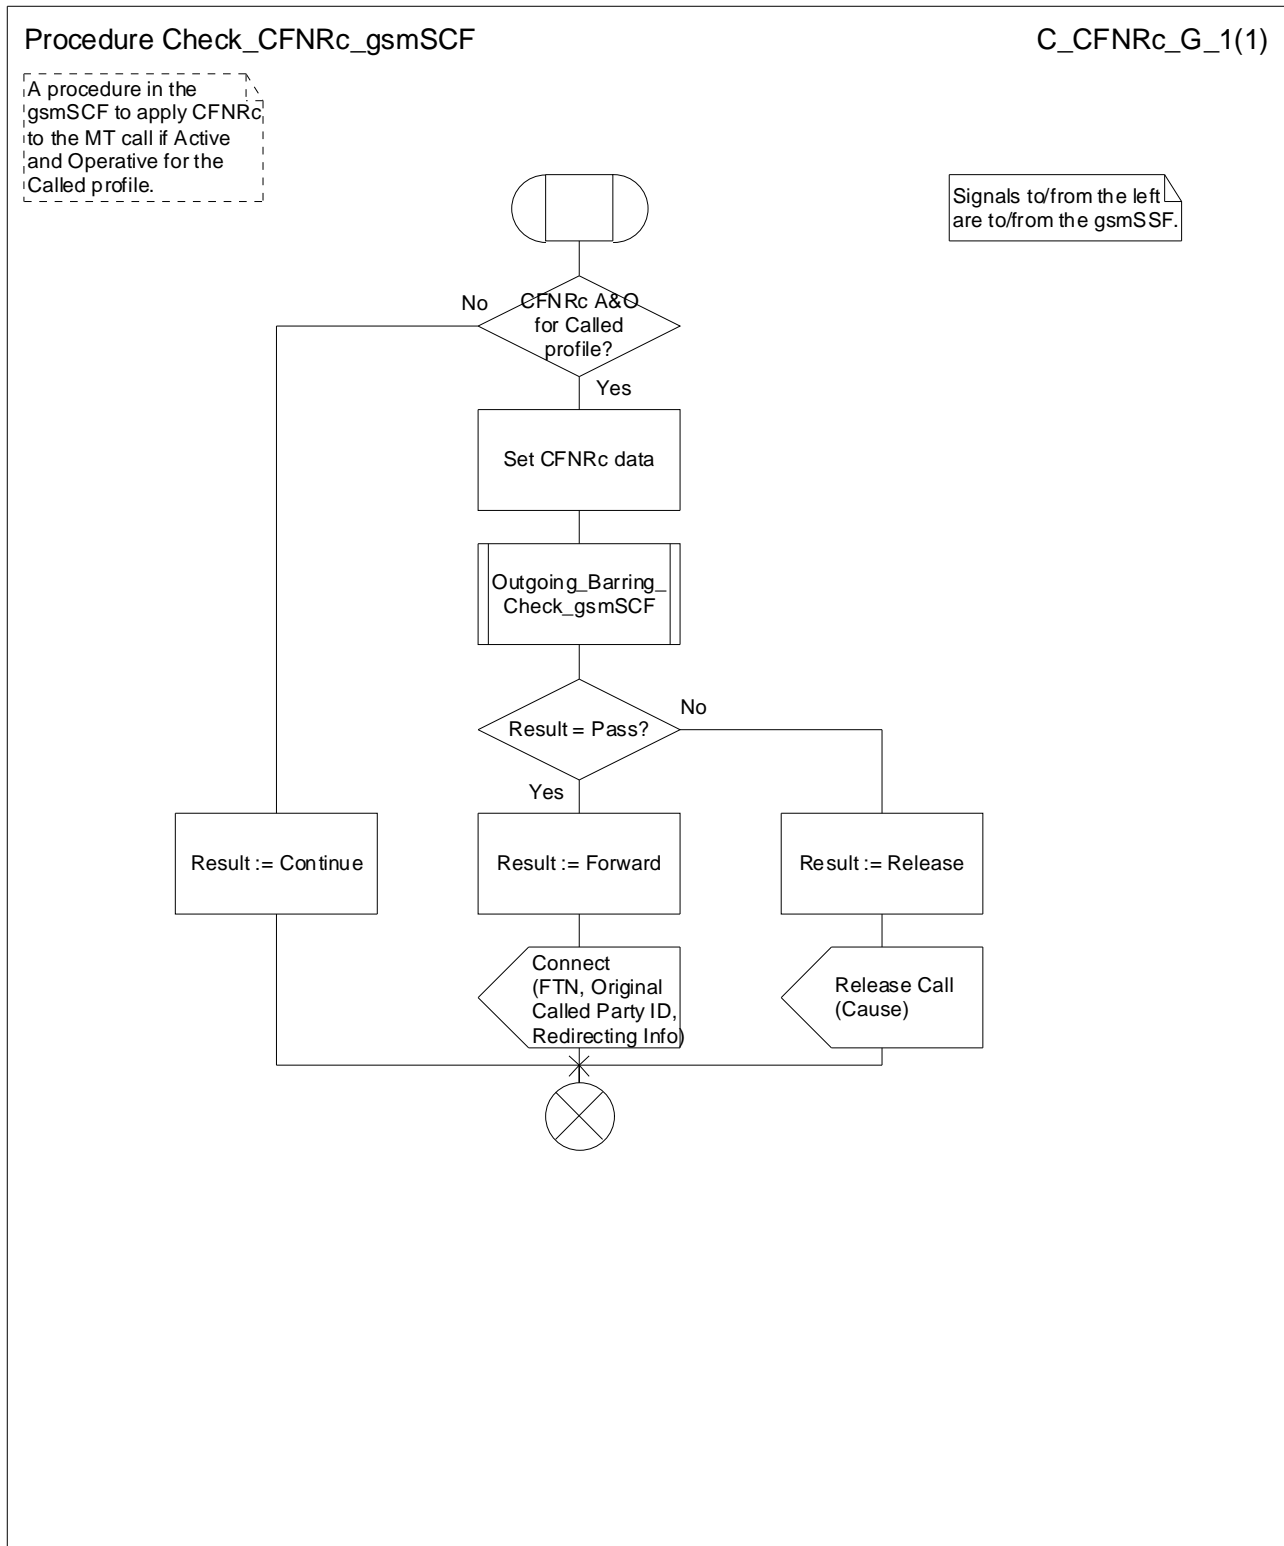 Procedure Check_CFNRc_gsmSCF
C_CFNRc_G_1(1)
A procedure in the
gsmSCF to apply CFNRc
to the MT call if Active
and Operative for the
Called profile.
Signals to/from the left
are to/from the gsmSSF.
No
CFNRc A&O
for Called
profile?
Yes
Set CFNRc data
Outgoing_Barring_
Check_gsmSCF
Result = Pass?
No
Yes
Result := Continue
Result := Forward
Result := Release
Connect
(FTN, Original
Called Party ID,
Redirecting Info)
Release Call
(Cause)